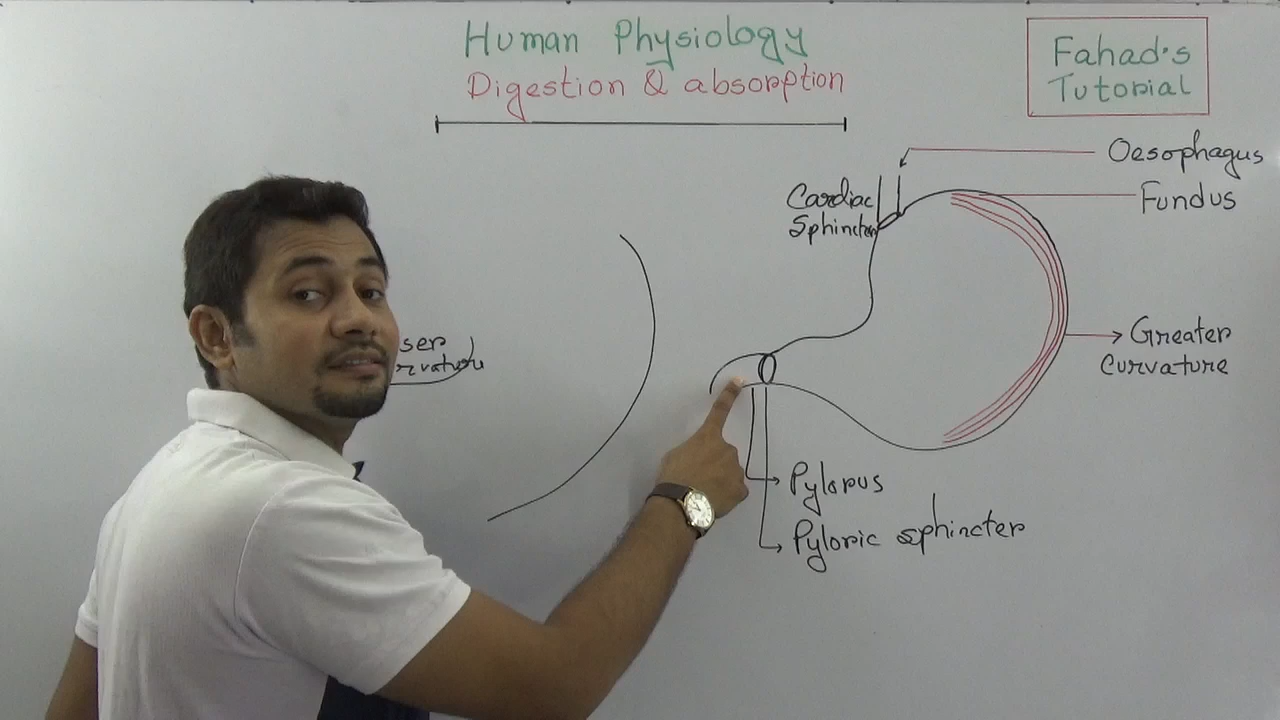 Human Physiology
Digestion & absorption
Fahad's
Tutorial
Oesophagus
Cardiac
Sphincter
Fundus
Greater
Curvature
Pylorus
Pyloric sphincter